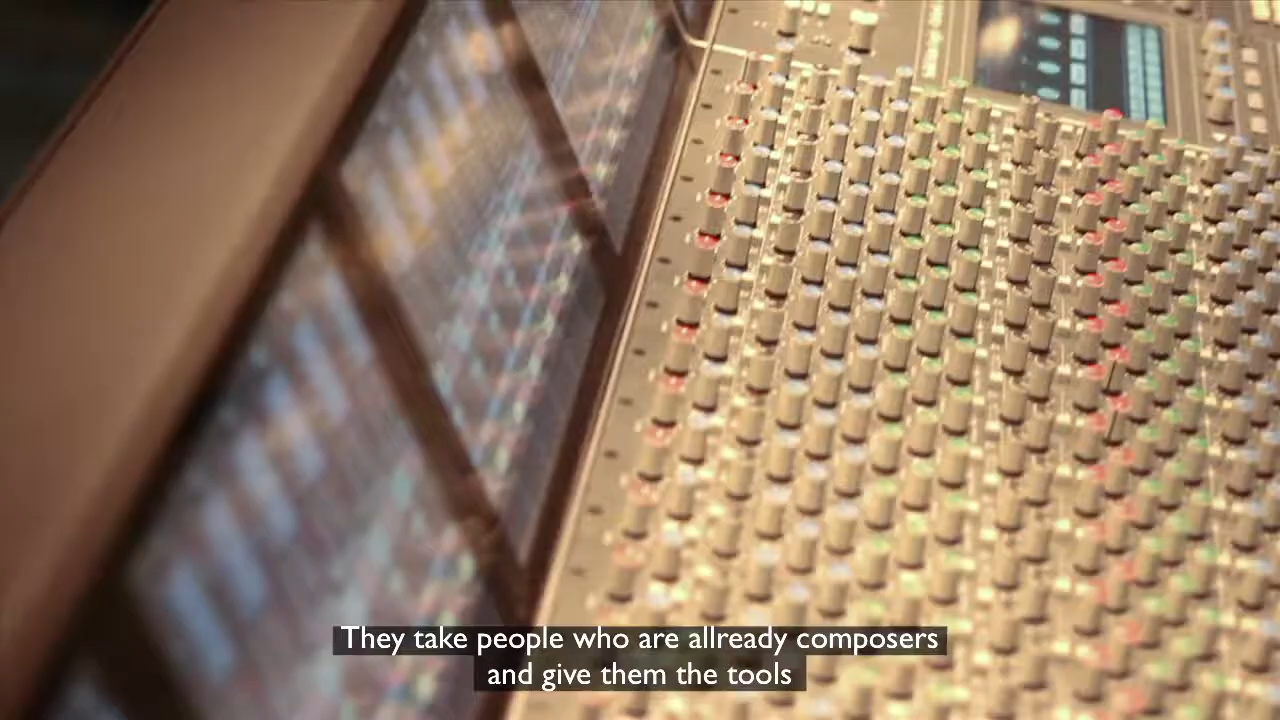 They take people who are allready composers
and give them the tools